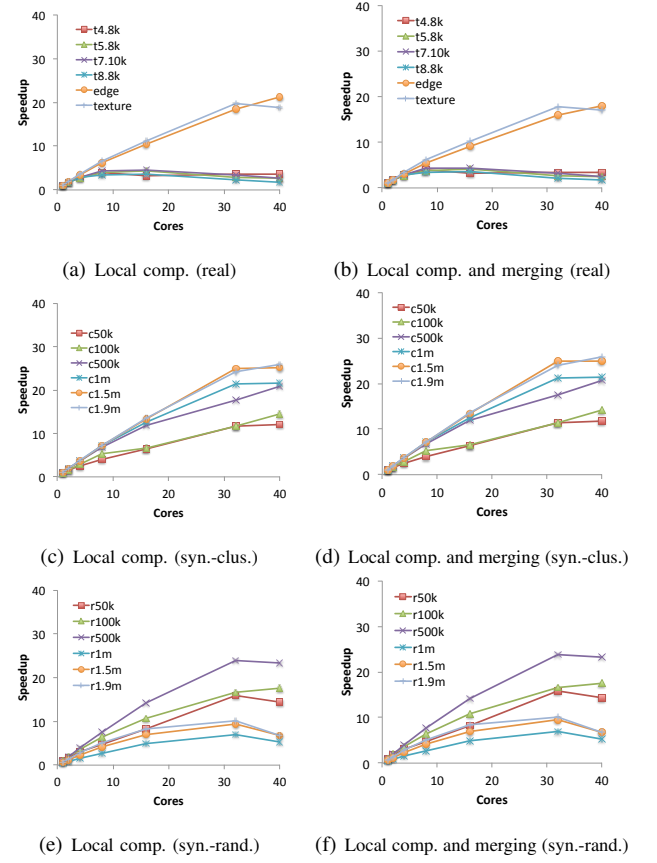 40
30
20
10
0
Speedup
t4.8k
t5.8k
t7.10k
t8.8k
edge
texture
0 10 20 30 40
Cores
(a) Local comp. (real)
40
30
20
10
0
Speedup
t4.8k
t5.8k
t7.10k
t8.8k
edge
texture
0 10 20 30 40
Cores
(b) Local comp. and merging (real)
40
30
20
10
0
Speedup
c50k
c100k
c500k
c1m
c1.5m
c1.9m
0 10 20 30 40
Cores
(c) Local comp. (syn.-clus.)
40
30
20
10
0
Speedup
c50k
c100k
c500k
c1m
c1.5m
c1.9m
0 10 20 30 40
Cores
(d) Local comp. and merging (syn.-clus.)
40
30
20
10
0
Speedup
r50k
r100k
r500k
r1m
r1.5m
r1.9m
0 10 20 30 40
Cores
(e) Local comp. (syn.-rand.)
40
30
20
10
0
Speedup
r50k
r100k
r500k
r1m
r1.5m
r1.9m
0 10 20 30 40
Cores
(f) Local comp. and merging (syn.-rand.)